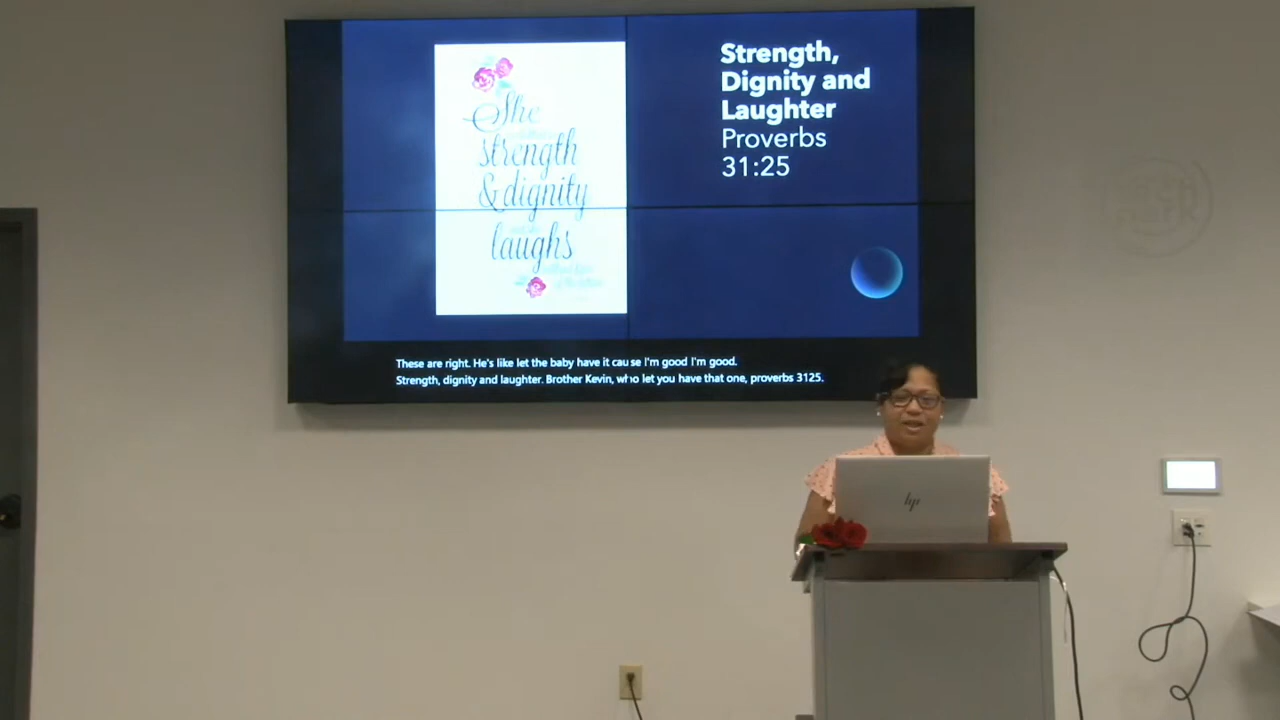 She
strength
& dignity
laughs
Strength,
Dignity and
Laughter
Proverbs
31:25
These are right. He's like let the baby have it cause I'm good I'm good.
Strength, dignity and laughter. Brother Kevin, who let you have that one, proverbs 3125.
hp